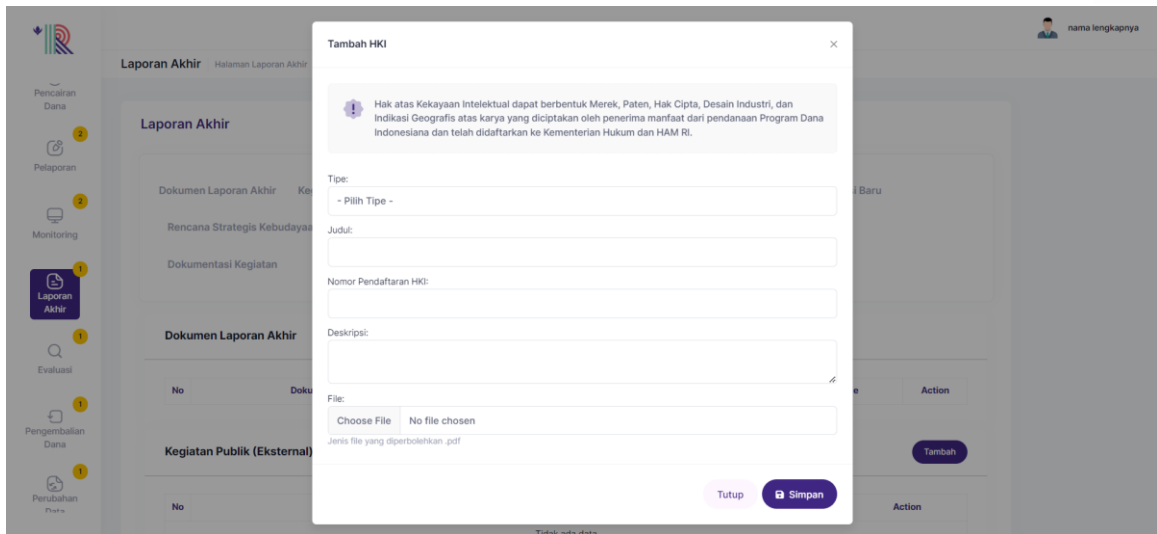 nama lengkapnya
Laporan Akhir Halaman Laporan Akhir
Pencairan
Dana
2
Pelaporan
2
Monitoring
1
Laporan
Akhir
1
Evaluasi
1
Pengembalian
Dana
1
Perubahan
Data
Laporan Akhir
Dokumen Laporan Akhir
Baru
Rencana Strategis
Dokumentasi Kegiatan
Dokumen Laporan Akhir
No
Action
Kegiatan Publik (Eksternal)
Tambah
No
Action
Tidak ada data
Tambah HKI
Hak atas Kekayaan Intelektual dapat berbentuk Merek, Paten, Hak Cipta, Desain Industri, dan
Indikasi Geografis atas karya yang diciptakan oleh penerima manfaat dari pendanaan Program Dana
Indonesiana dan telah didaftarkan ke Kementerian Hukum dan HAM RI.
Tipe:
- Pilih Tipe -
Judul:
Nomor Pendaftaran HKI:
Deskripsi:
File:
Choose File No file chosen
Jenis file yang diperbolehkan .pdf
Tutup Simpan